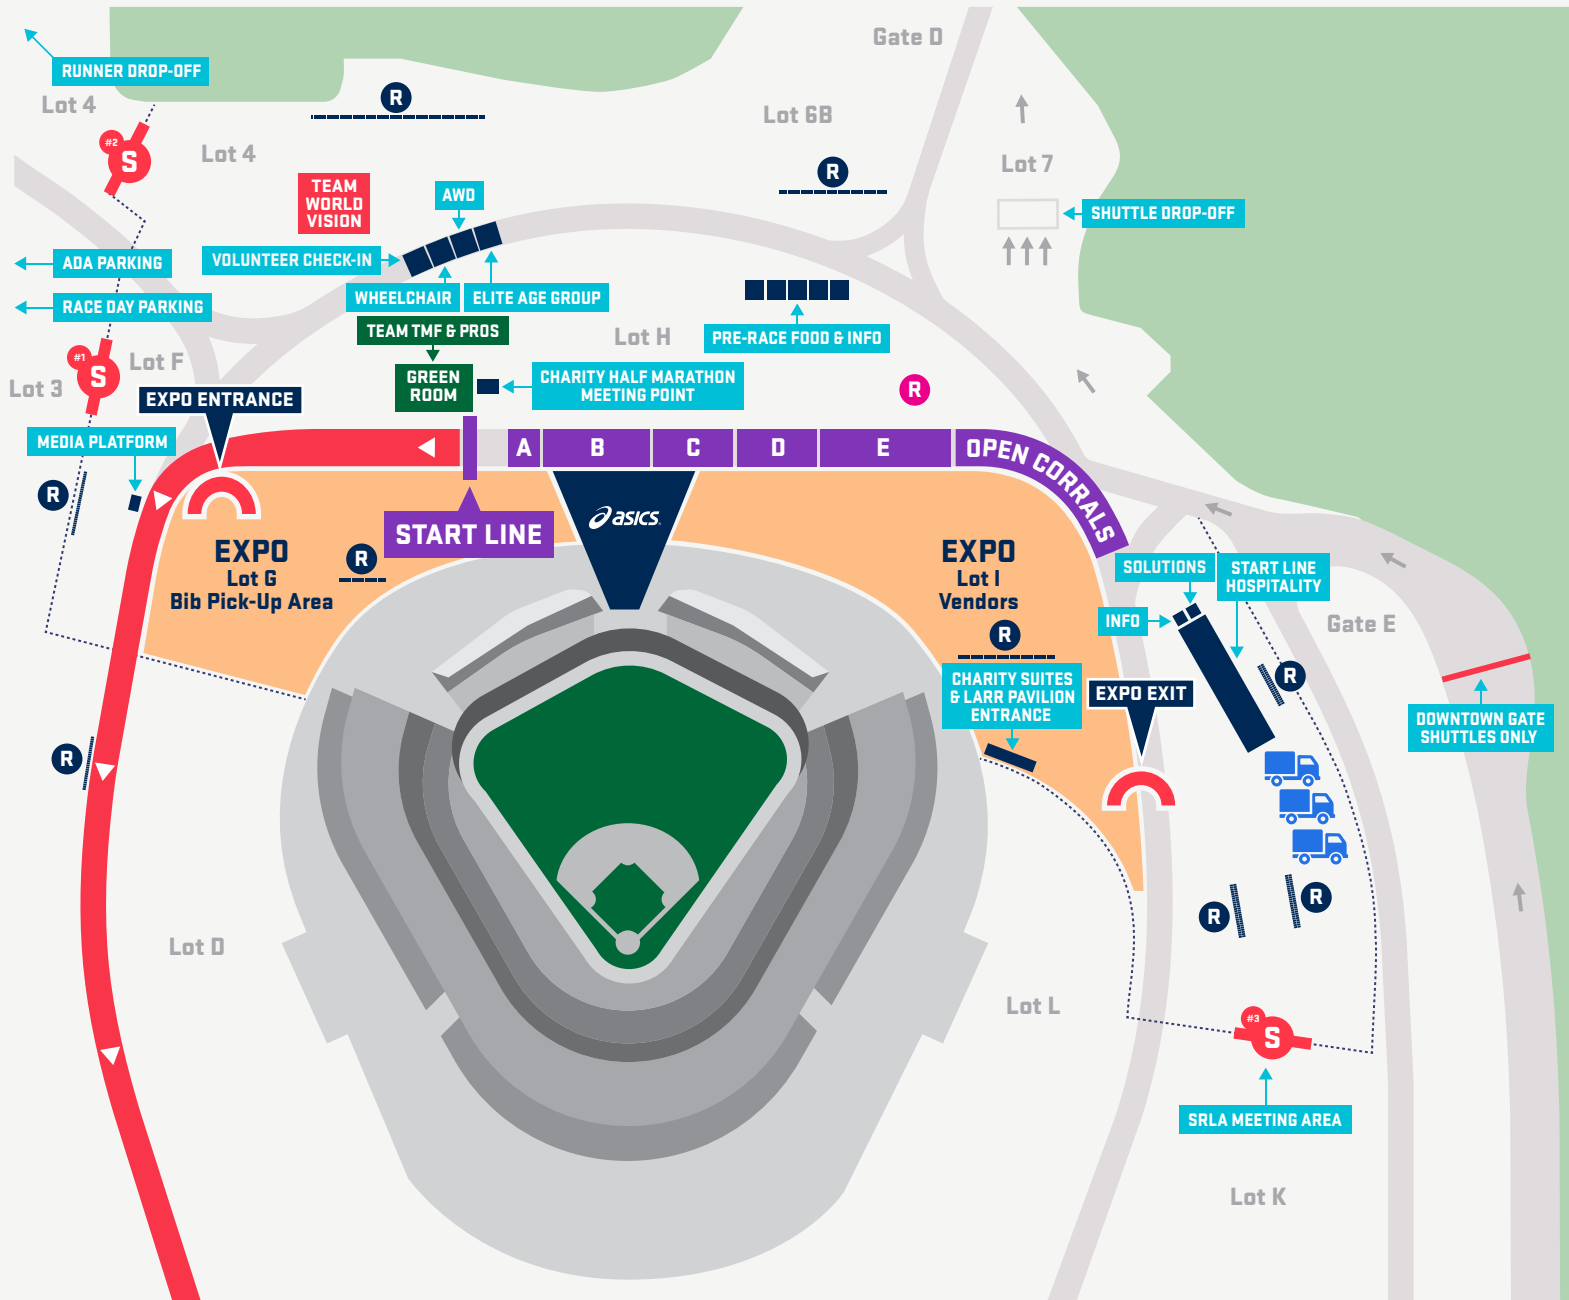 Gate D
RUNNER DROP-OFF
Lot 4
R
Lot 6B
#2
S
Lot 4
Lot 7
R
TEAM
WORLD
VISION
AWD
SHUTTLE DROP-OFF
ADA PARKING
VOLUNTEER CHECK-IN
WHEELCHAIR
ELITE AGE GROUP
RACE DAY PARKING
TEAM TMF & PROS
Lot H
PRE-RACE FOOD & INFO
#1
S
Lot F
Lot 3
GREEN
ROOM
CHARITY HALF MARATHON
MEETING POINT
R
EXPO ENTRANCE
MEDIA PLATFORM
A
B
C
D
E
OPEN CORRALS
R
START LINE
asics
EXPO
Lot G
Bib Pick-Up Area
R
EXPO
Lot I
Vendors
R
SOLUTIONS
START LINE
HOSPITALITY
INFO
Gate E
CHARITY SUITES
& LARR PAVILION
ENTRANCE
EXPO EXIT
R
DOWNTOWN GATE
SHUTTLES ONLY
R
R
R
Lot D
Lot L
#3
S
SRLA MEETING AREA
Lot K